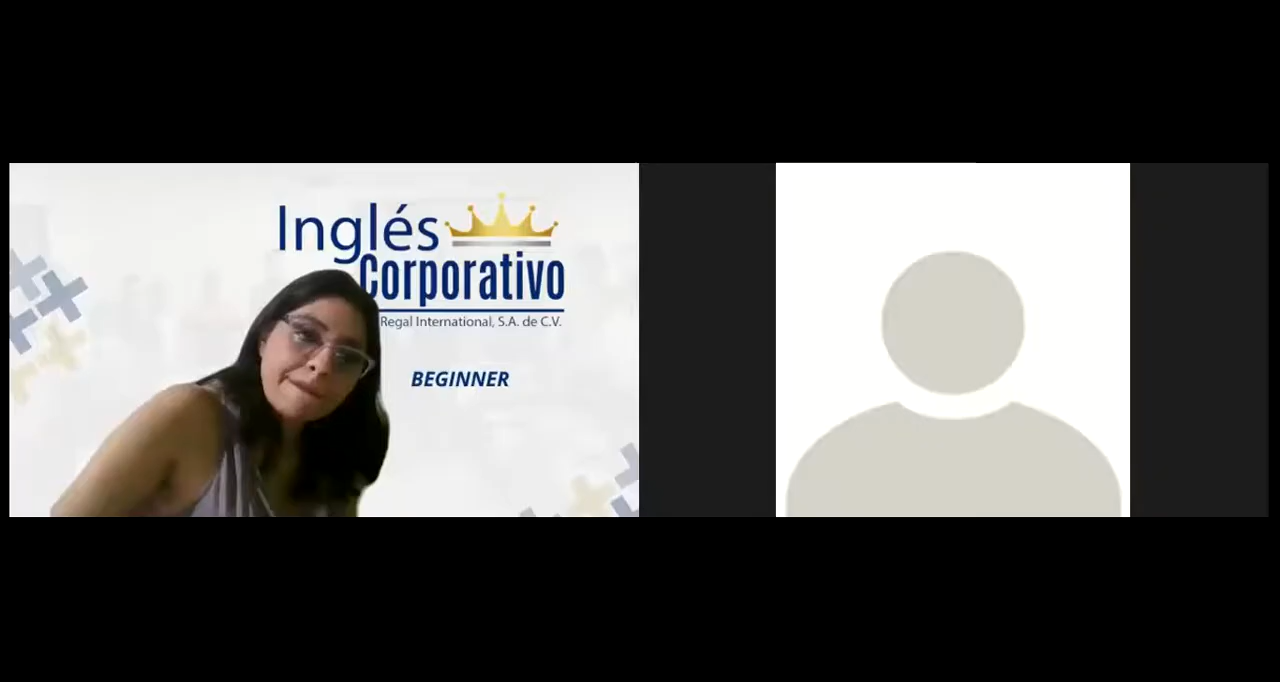 Inglés
Corporativo
Regal International, S.A. de C.V.
BEGINNER